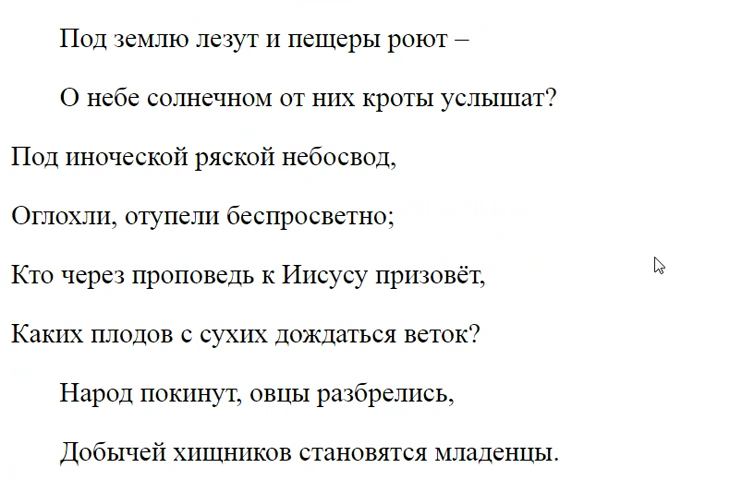 Под землю лезут и пещеры роют –
О небе солнечном от них кроты услышат?
Под иноческой ряской небосвод,
Оглохли, отупели беспросветно;
Кто через проповедь к Иисусу призовёт,
Каких плодов с сухих дождаться веток?
Народ покинут, овцы разбрелись,
Добычей хищников становятся младенцы.